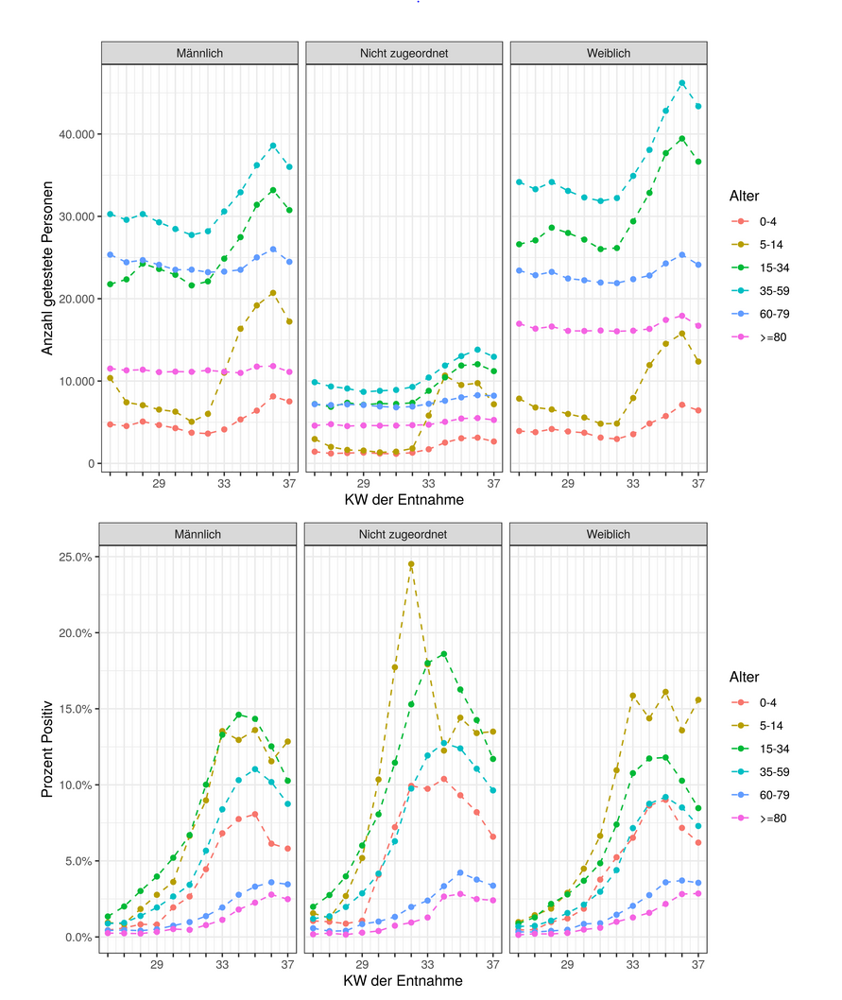 Männlich Nicht zugeordnet Weiblich
40.000
30.000
20.000
10.000
0
Anzahl getestete Personen
29 33 37 29 33 37 29 33 37
KW der Entnahme
Alter
0-4
5-14
15-34
35-59
60-79
>=80
Männlich Nicht zugeordnet Weiblich
25.0%
20.0%
15.0%
10.0%
5.0%
0.0%
Prozent Positiv
29 33 37 29 33 37 29 33 37
KW der Entnahme
Alter
0-4
5-14
15-34
35-59
60-79
>=80